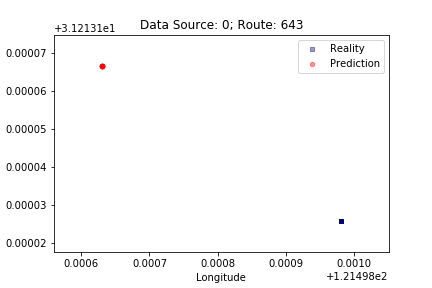 +3.12131e1
Data Source: 0; Route: 643
0.00007
0.00006
0.00005
0.00004
0.00003
0.00002
Reality
Prediction
0.0006 0.0007 0.0008 0.0009 0.0010
Longitude
+1.21498e2